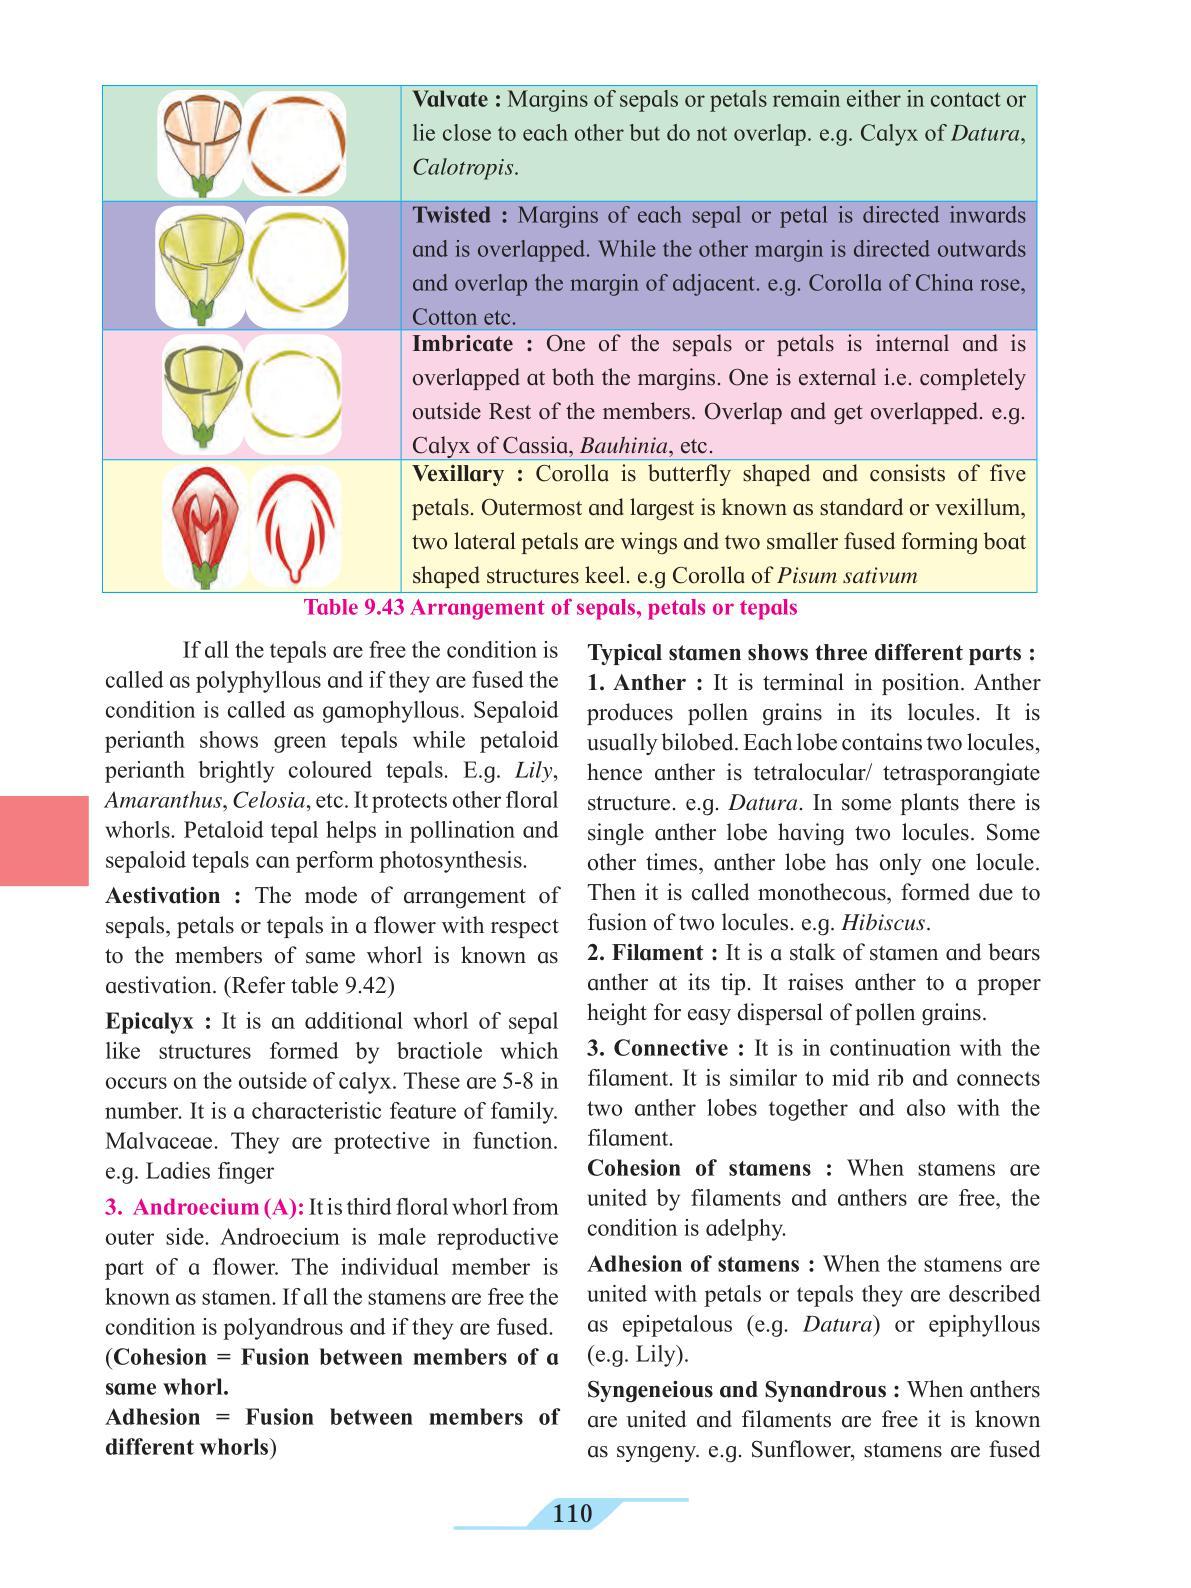 Valvate : Margins of sepals or petals remain either in contact or
lie close to each other but do not overlap. e.g. Calyx of Datura,
Calotropis.
Twisted : Margins of each sepal or petal is directed inwards
and is overlapped. While the other margin is directed outwards
and overlap the margin of adjacent. e.g. Corolla of China rose,
Cotton etc.
Imbricate : One of the sepals or petals is internal and is
overlapped at both the margins. One is external i.e. completely
outside Rest of the members. Overlap and get overlapped. e.g.
Calyx of Cassia, Bauhinia, etc.
Vexillary : Corolla is butterfly shaped and consists of five
petals. Outermost and largest is known as standard or vexillum,
two lateral petals are wings and two smaller fused forming boat
shaped structures keel. e.g Corolla of Pisum sativum
Table 9.43 Arrangement of sepals, petals or tepals
If all the tepals are free the condition is
called as polyphyllous and if they are fused the
condition is called as gamophyllous. Sepaloid
perianth shows green tepals while petaloid
perianth brightly coloured tepals. E.g. Lily,
Amaranthus, Celosia, etc. It protects other floral
whorls. Petaloid tepal helps in pollination and
sepaloid tepals can perform photosynthesis.
Aestivation : The mode of arrangement of
sepals, petals or tepals in a flower with respect
to the members of same whorl is known as
aestivation. (Refer table 9.42)
Epicalyx : It is an additional whorl of sepal
like structures formed by bractiole which
occurs on the outside of calyx. These are 5-8 in
number. It is a characteristic feature of family.
Malvaceae. They are protective in function.
e.g. Ladies finger
3. Androecium (A): It is third floral whorl from
outer side. Androecium is male reproductive
part of a flower. The individual member is
known as stamen. If all the stamens are free the
condition is polyandrous and if they are fused.
(Cohesion = Fusion between members of a
same whorl.
Adhesion = Fusion between members of
different whorls)
Typical stamen shows three different parts :
1. Anther : It is terminal in position. Anther
produces pollen grains in its locules. It is
usually bilobed. Each lobe contains two locules,
hence anther is tetralocular/ tetrasporangiate
structure. e.g. Datura. In some plants there is
single anther lobe having two locules. Some
other times, anther lobe has only one locule.
Then it is called monothecous, formed due to
fusion of two locules. e.g. Hibiscus.
2. Filament : It is a stalk of stamen and bears
anther at its tip. It raises anther to a proper
height for easy dispersal of pollen grains.
3. Connective : It is in continuation with the
filament. It is similar to mid rib and connects
two anther lobes together and also with the
filament.
Cohesion of stamens : When stamens are
united by filaments and anthers are free, the
condition is adelphy.
Adhesion of stamens : When the stamens are
united with petals or tepals they are described
as epipetalous (e.g. Datura) or epiphyllous
(e.g. Lily).
Syngeneious and Synandrous : When anthers
are united and filaments are free it is known
as syngeny. e.g. Sunflower, stamens are fused
110